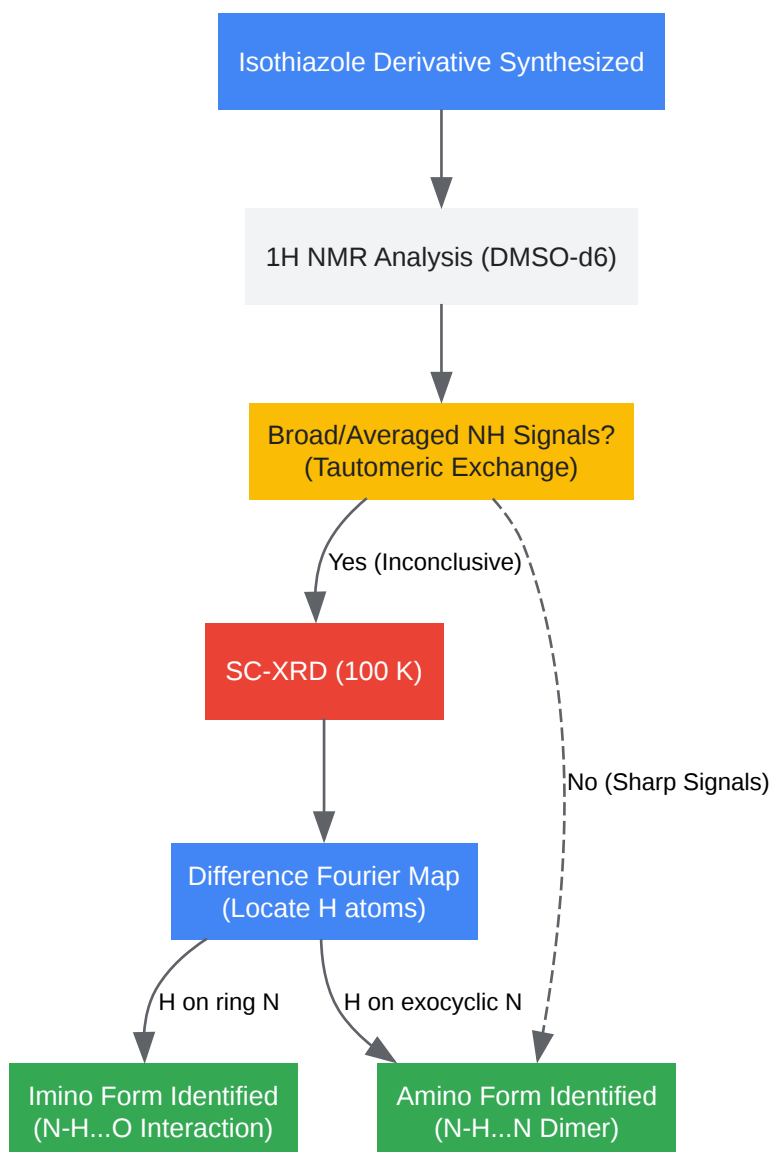 Isothiazole Derivative Synthesized
1H NMR Analysis (DMSO-d6)
Broad/Averaged NH Signals?
(Tautomeric Exchange)
Yes (Inconclusive)
SC-XRD (100 K)
No (Sharp Signals)
Difference Fourier Map
(Locate H atoms)
H on ring N
H on exocyclic N
Imino Form Identified
(N-H...O Interaction)
Amino Form Identified
(N-H...N Dimer)